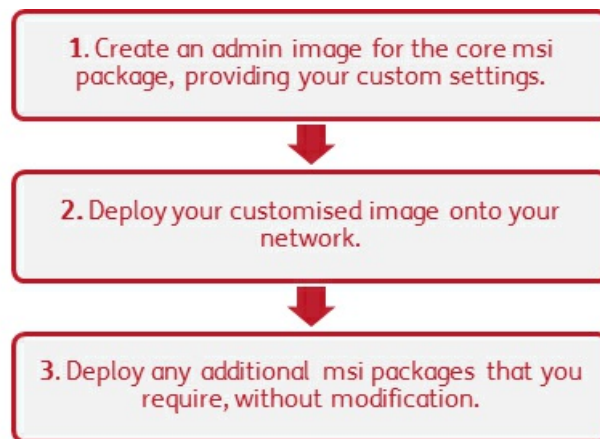 1. Create an admin image for the core msi
package, providing your custom settings.
2. Deploy your customised image onto your
network.
3. Deploy any additional msi packages that you
require, without modification.